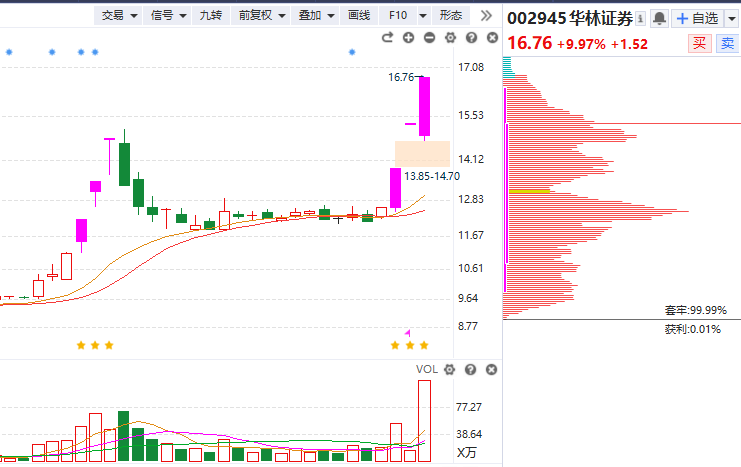 交易 信号 九转 前复权 叠加 画线 F10 形态
002945 华林证券
自选
16.76 +9.97% +1.52
买 卖
17.08
16.76
15.53
14.12
13.85-14.70
12.83
11.67
10.61
9.64
8.77
套牢:99.99%
获利:0.01%
VOL
77.27
38.64
X万